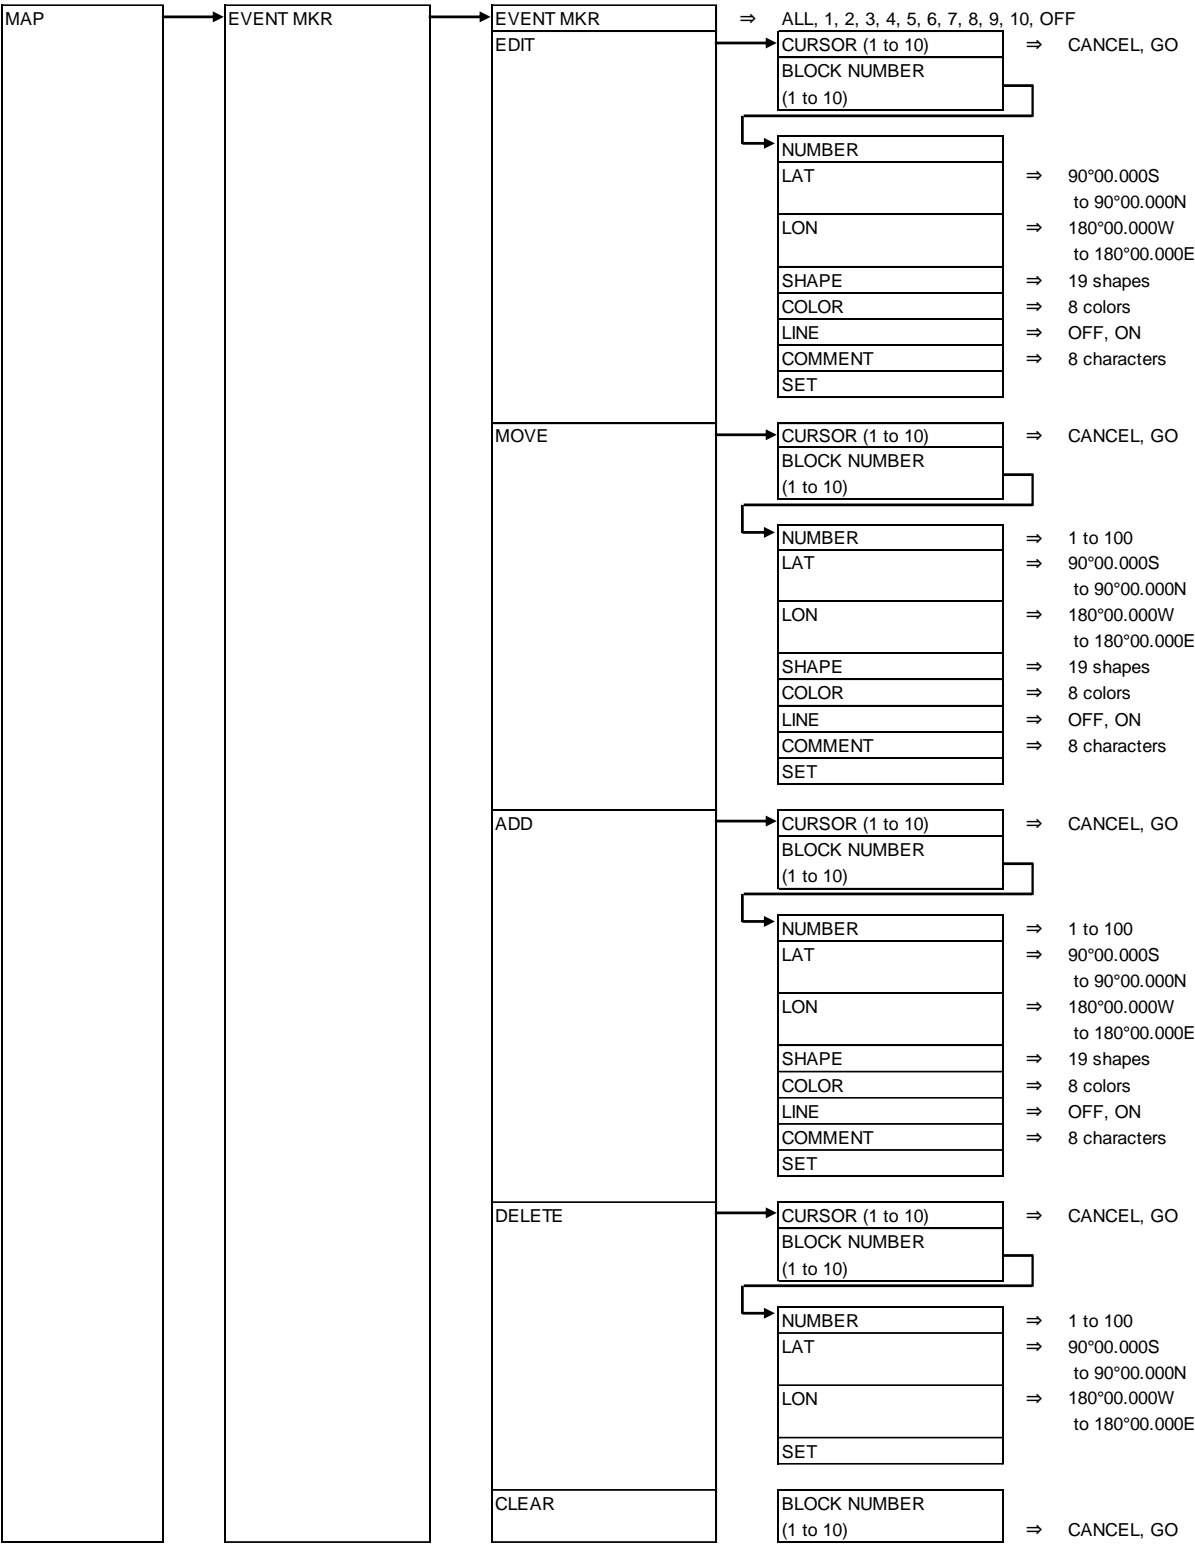 MAP EVENT MKR EVENT MKR ⇒ ALL, 1, 2, 3, 4, 5, 6, 7, 8, 9, 10, OFF
EDIT CURSOR (1 to 10) ⇒ CANCEL, GO
BLOCK NUMBER
(1 to 10)
NUMBER
LAT ⇒ 90°00.000S
to 90°00.000N
LON ⇒ 180°00.000W
to 180°00.000E
SHAPE ⇒ 19 shapes
COLOR ⇒ 8 colors
LINE ⇒ OFF, ON
COMMENT ⇒ 8 characters
SET
MOVE CURSOR (1 to 10) ⇒ CANCEL, GO
BLOCK NUMBER
(1 to 10)
NUMBER ⇒ 1 to 100
LAT ⇒ 90°00.000S
to 90°00.000N
LON ⇒ 180°00.000W
to 180°00.000E
SHAPE ⇒ 19 shapes
COLOR ⇒ 8 colors
LINE ⇒ OFF, ON
COMMENT ⇒ 8 characters
SET
ADD CURSOR (1 to 10) ⇒ CANCEL, GO
BLOCK NUMBER
(1 to 10)
NUMBER ⇒ 1 to 100
LAT ⇒ 90°00.000S
to 90°00.000N
LON ⇒ 180°00.000W
to 180°00.000E
SHAPE ⇒ 19 shapes
COLOR ⇒ 8 colors
LINE ⇒ OFF, ON
COMMENT ⇒ 8 characters
SET
DELETE CURSOR (1 to 10) ⇒ CANCEL, GO
BLOCK NUMBER
(1 to 10)
NUMBER ⇒ 1 to 100
LAT ⇒ 90°00.000S
to 90°00.000N
LON ⇒ 180°00.000W
to 180°00.000E
SET
CLEAR BLOCK NUMBER
(1 to 10) ⇒ CANCEL, GO